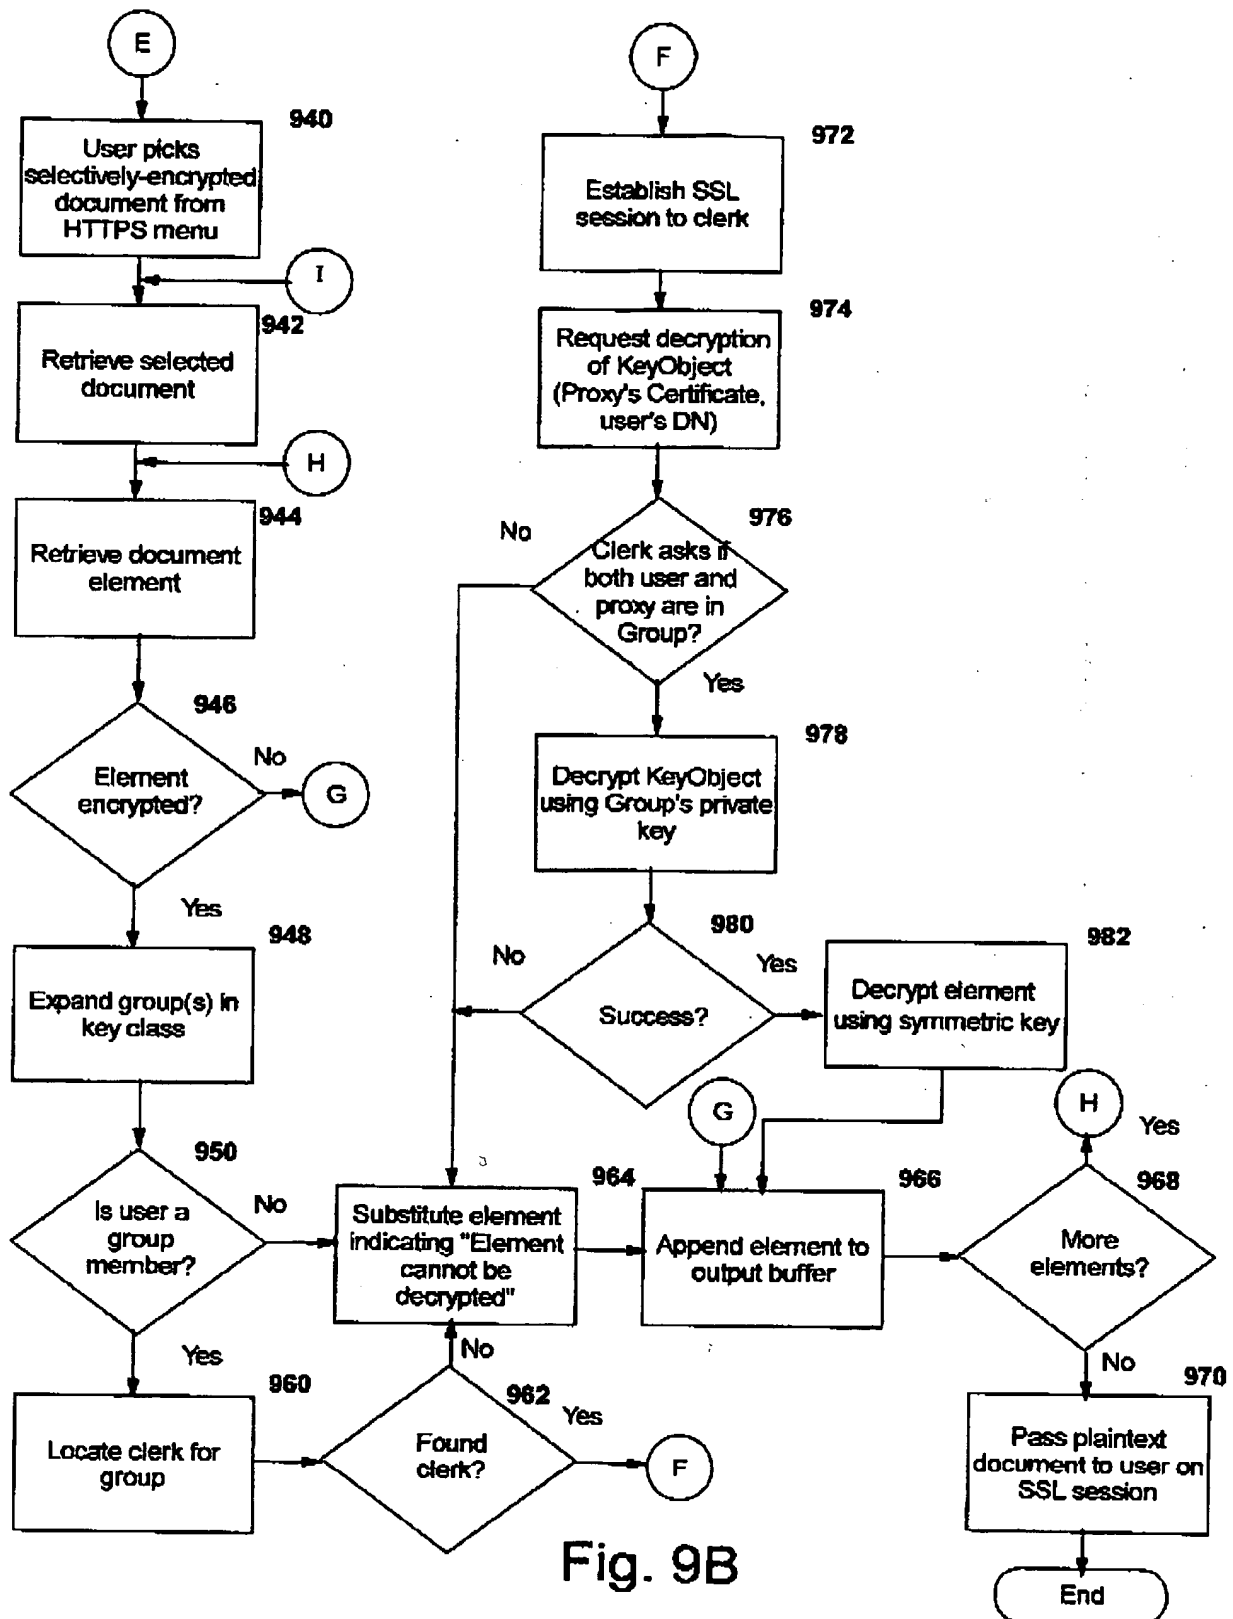 E
940
User picks
selectively-encrypted
document from
HTTPS menu
I
942
Retrieve selected
document
H
944
Retrieve document
element
946
Element
encrypted?
No
G
Yes
948
Expand group(s) in
key class
950
Is user a
group
member?
No
Yes
960
Locate clerk for
group
962
Found
clerk?
Yes
F
No
964
Substitute element
indicating "Element
cannot be
decrypted"
F
972
Establish SSL
session to clerk
974
Request decryption
of KeyObject
(Proxy's Certificate,
user's DN)
976
No
Clerk asks if
both user and
proxy are in
Group?
Yes
978
Decrypt KeyObject
using Group's private
key
980
No
Success?
Yes
982
Decrypt element
using symmetric key
G
966
Append element to
output buffer
H
Yes
968
More
elements?
No
970
Pass plaintext
document to user on
SSL session
End
Fig. 9B